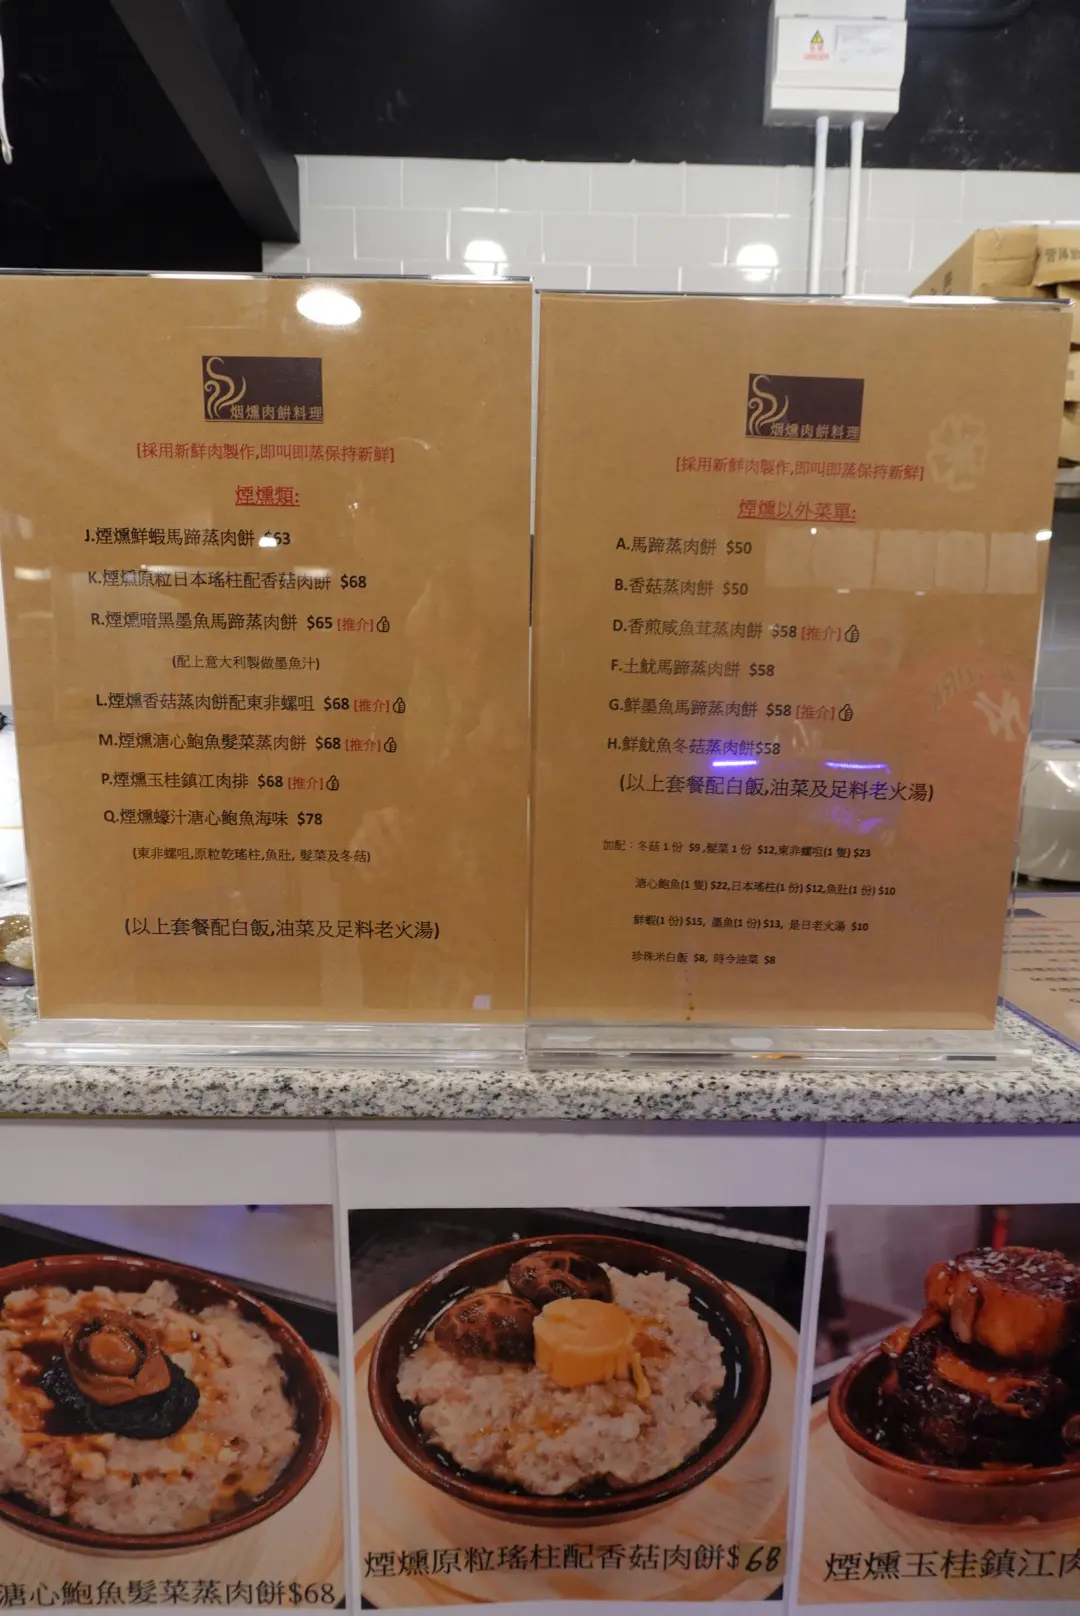 烟燻肉餅料理
[採用新鮮肉製作,即叫即蒸保持新鮮]
煙燻類:
J.煙燻鮮蝦馬蹄蒸肉餅 $63
K.煙燻原粒日本瑤柱配香菇肉餅 $68
R.煙燻暗黑墨魚馬蹄蒸肉餅 $65 [推介]
(配上意大利製做墨魚汁)
L.煙燻香菇蒸肉餅配東非螺咀 $68 [推介]
M.煙燻溏心鮑魚髮菜蒸肉餅 $68 [推介]
P.煙燻玉桂鎮江肉排 $68 [推介]
Q.煙燻蠔汁溏心鮑魚海味 $78
(東非螺咀,原粒乾瑤柱,魚肚, 髮菜及冬菇)
(以上套餐配白飯,油菜及足料老火湯)
烟燻肉餅料理
[採用新鮮肉製作,即叫即蒸保持新鮮]
煙燻以外菜單:
A.馬蹄蒸肉餅 $50
B.香菇蒸肉餅 $50
D.香煎咸魚茸蒸肉餅 $58 [推介]
F.土魷馬蹄蒸肉餅 $58
G.鮮墨魚馬蹄蒸肉餅 $58 [推介]
H.鮮魷魚冬菇蒸肉餅$58
(以上套餐配白飯,油菜及足料老火湯)
加配：冬菇 1 份 $9 ,髮菜 1 份 $12,東非螺咀(1 隻) $23
溏心鮑魚(1 隻) $22,日本瑤柱(1 份) $12,魚肚(1 份) $10
鮮蝦(1 份) $15, 墨魚(1 份) $13, 是日老火湯 $10
珍珠米白飯 $8, 時令油菜 $8
溏心鮑魚髮菜蒸肉餅$68
煙燻原粒瑤柱配香菇肉餅$68
煙燻玉桂鎮江肉